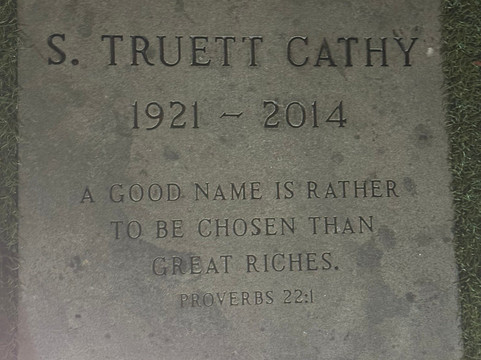 S. TRUETT CATHY
1921 ~ 2014
A GOOD NAME IS RATHER
TO BE CHOSEN THAN
GREAT RICHES.
PROVERBS 22:1